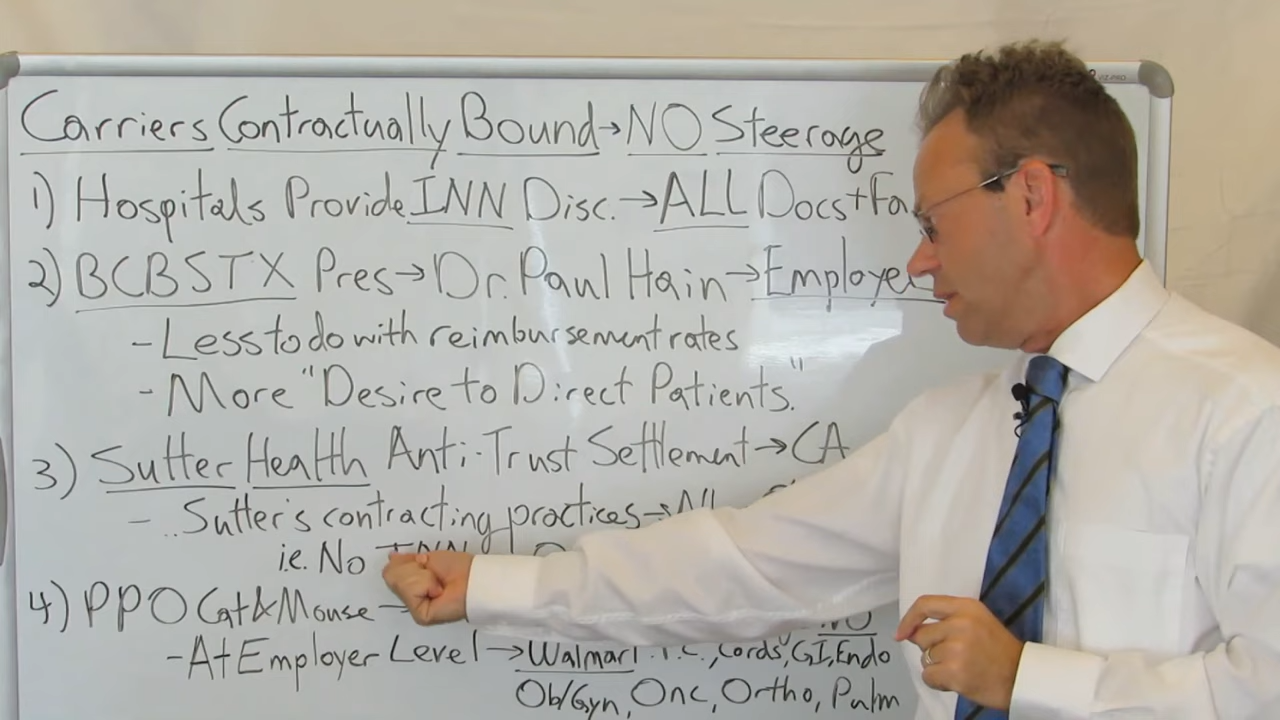 Carriers Contractually Bound→NO Steerage
1) Hospitals Provide INN Disc.→ALL Docs+Fa
2) BCBSTX Pres→Dr. Paul Hain→Employer
- Less to do with reimbursement rates
- More "Desire to Direct Patients."
3) Sutter Health Anti-Trust Settlement→CA
- ..Sutter's contracting practices→
i.e. No INN
4) PPO Cat & Mouse→ NO
- At Employer Level→Walmart P.C., Cards, GI, Endo
Ob/Gyn, Onc, Ortho, Pulm